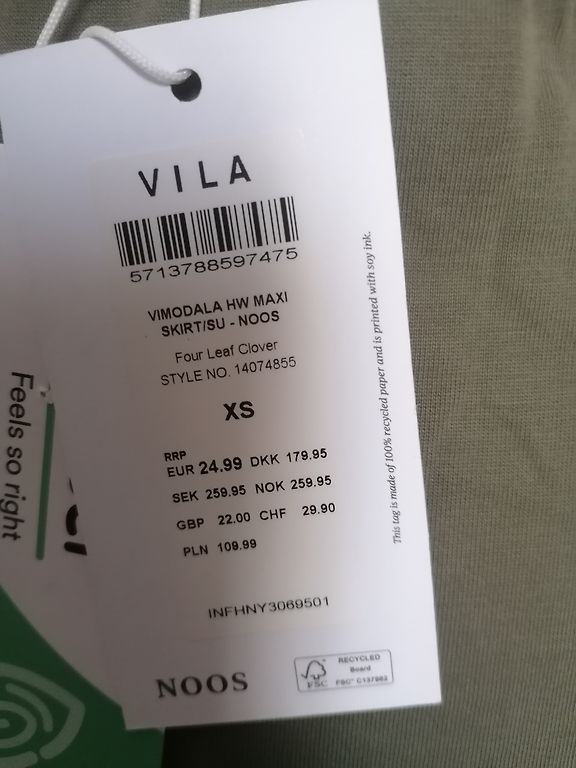 VILA
5713788597475
VIMODALA HW MAXI
SKIRT/SU - NOOS
Four Leaf Clover
STYLE NO. 14074855
XS
RRP
EUR 24.99 DKK 179.95
SEK 259.95 NOK 259.95
GBP 22.00 CHF 29.90
PLN 109.99
INFHNY3069501
NOOS
FSC
RECYCLED
Board
FSC® C137982
This tag is made of 100% recycled paper and is printed with soy ink.
Feels so right